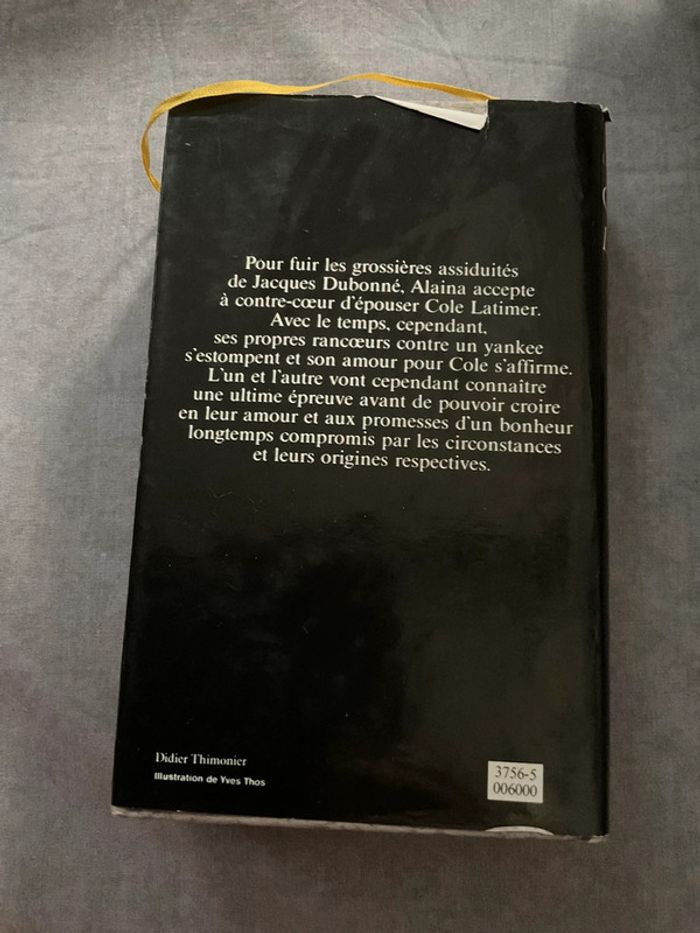 Pour fuir les grossières assiduités
de Jacques Dubonné, Alaina accepte
à contre-cœur d'épouser Cole Latimer.
Avec le temps, cependant,
ses propres rancœurs contre un yankee
s'estompent et son amour pour Cole s'affirme.
L'un et l'autre vont cependant connaître
une ultime épreuve avant de pouvoir croire
en leur amour et aux promesses d'un bonheur
longtemps compromis par les circonstances
et leurs origines respectives.
Didier Thimonier
Illustration de Yves Thos
3756-5
006000